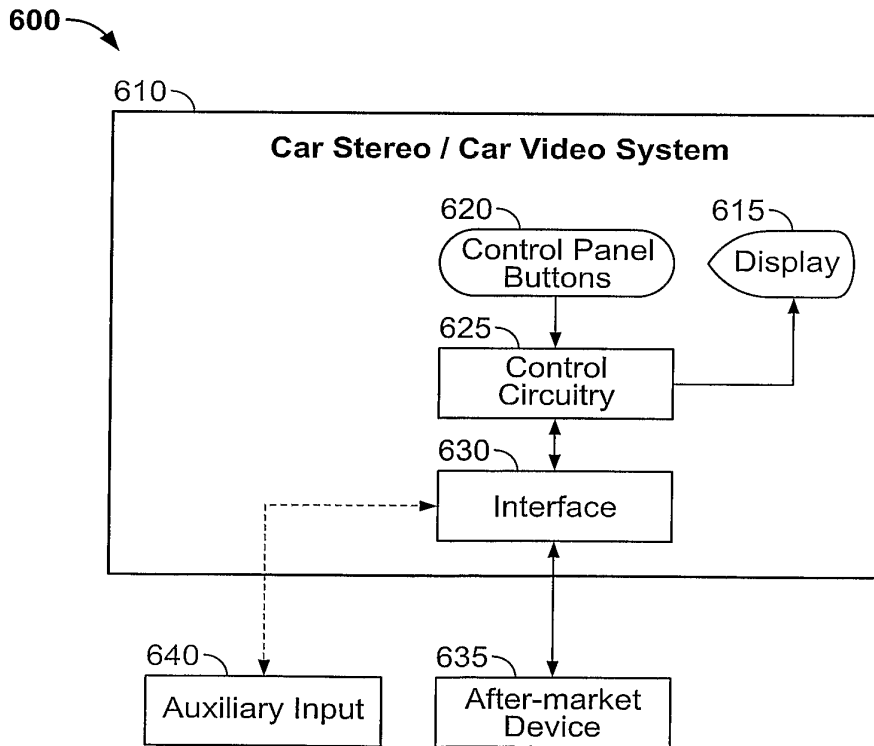 600
610
Car Stereo / Car Video System
620
615
Control Panel
Buttons
Display
625
Control
Circuitry
630
Interface
640
635
Auxiliary Input
After-market
Device